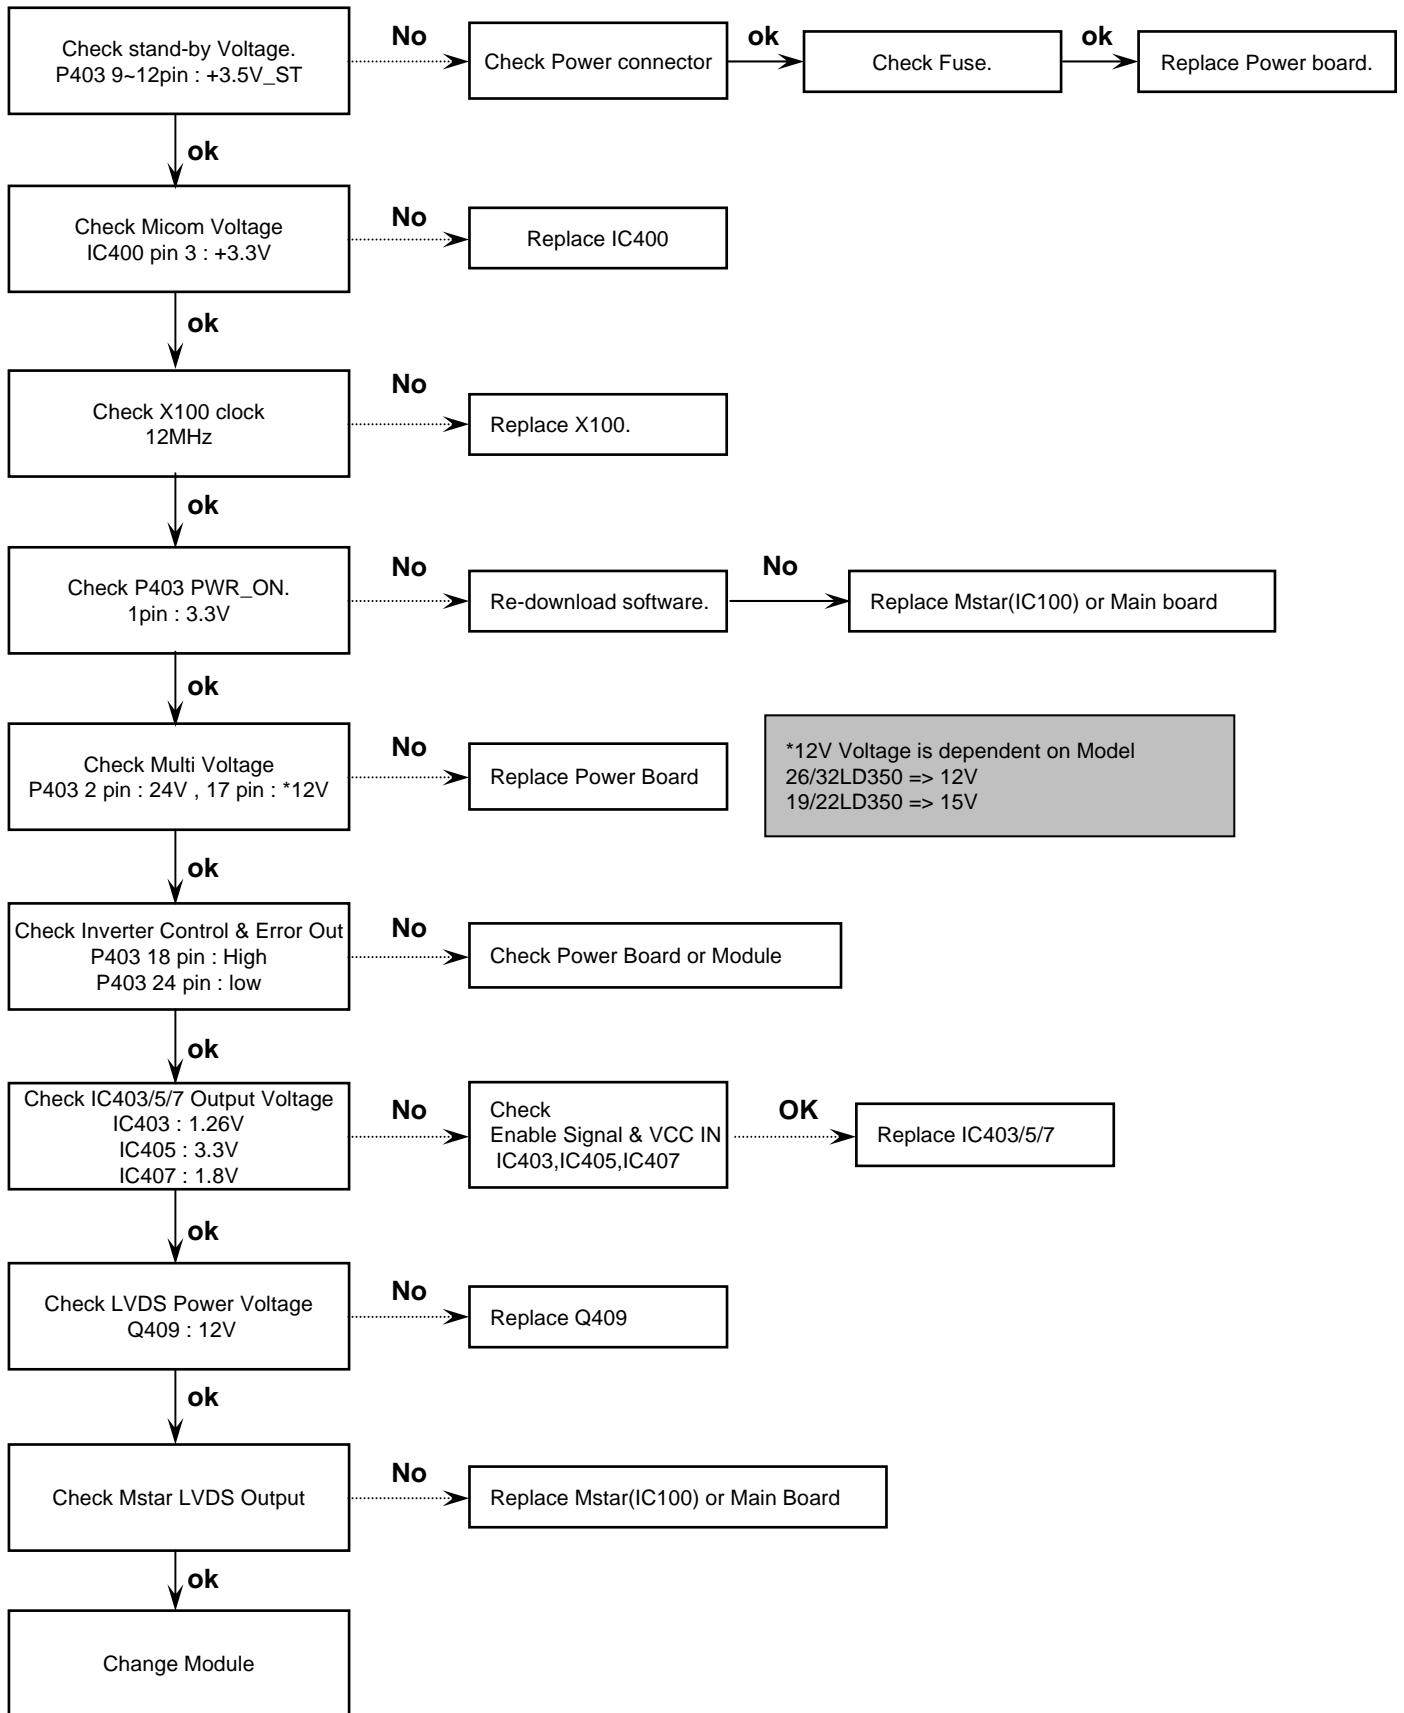 Check stand-by Voltage.
P403 9~12pin : +3.5V_ST
No
Check Power connector
ok
Check Fuse.
ok
Replace Power board.
ok
Check Micom Voltage
IC400 pin 3 : +3.3V
No
Replace IC400
ok
Check X100 clock
12MHz
No
Replace X100.
ok
Check P403 PWR_ON.
1pin : 3.3V
No
Re-download software.
No
Replace Mstar(IC100) or Main board
ok
Check Multi Voltage
P403 2 pin : 24V , 17 pin : *12V
No
Replace Power Board
*12V Voltage is dependent on Model
26/32LD350 => 12V
19/22LD350 => 15V
ok
Check Inverter Control & Error Out
P403 18 pin : High
P403 24 pin : low
No
Check Power Board or Module
ok
Check IC403/5/7 Output Voltage
IC403 : 1.26V
IC405 : 3.3V
IC407 : 1.8V
No
Check
Enable Signal & VCC IN
IC403,IC405,IC407
OK
Replace IC403/5/7
ok
Check LVDS Power Voltage
Q409 : 12V
No
Replace Q409
ok
Check Mstar LVDS Output
No
Replace Mstar(IC100) or Main Board
ok
Change Module